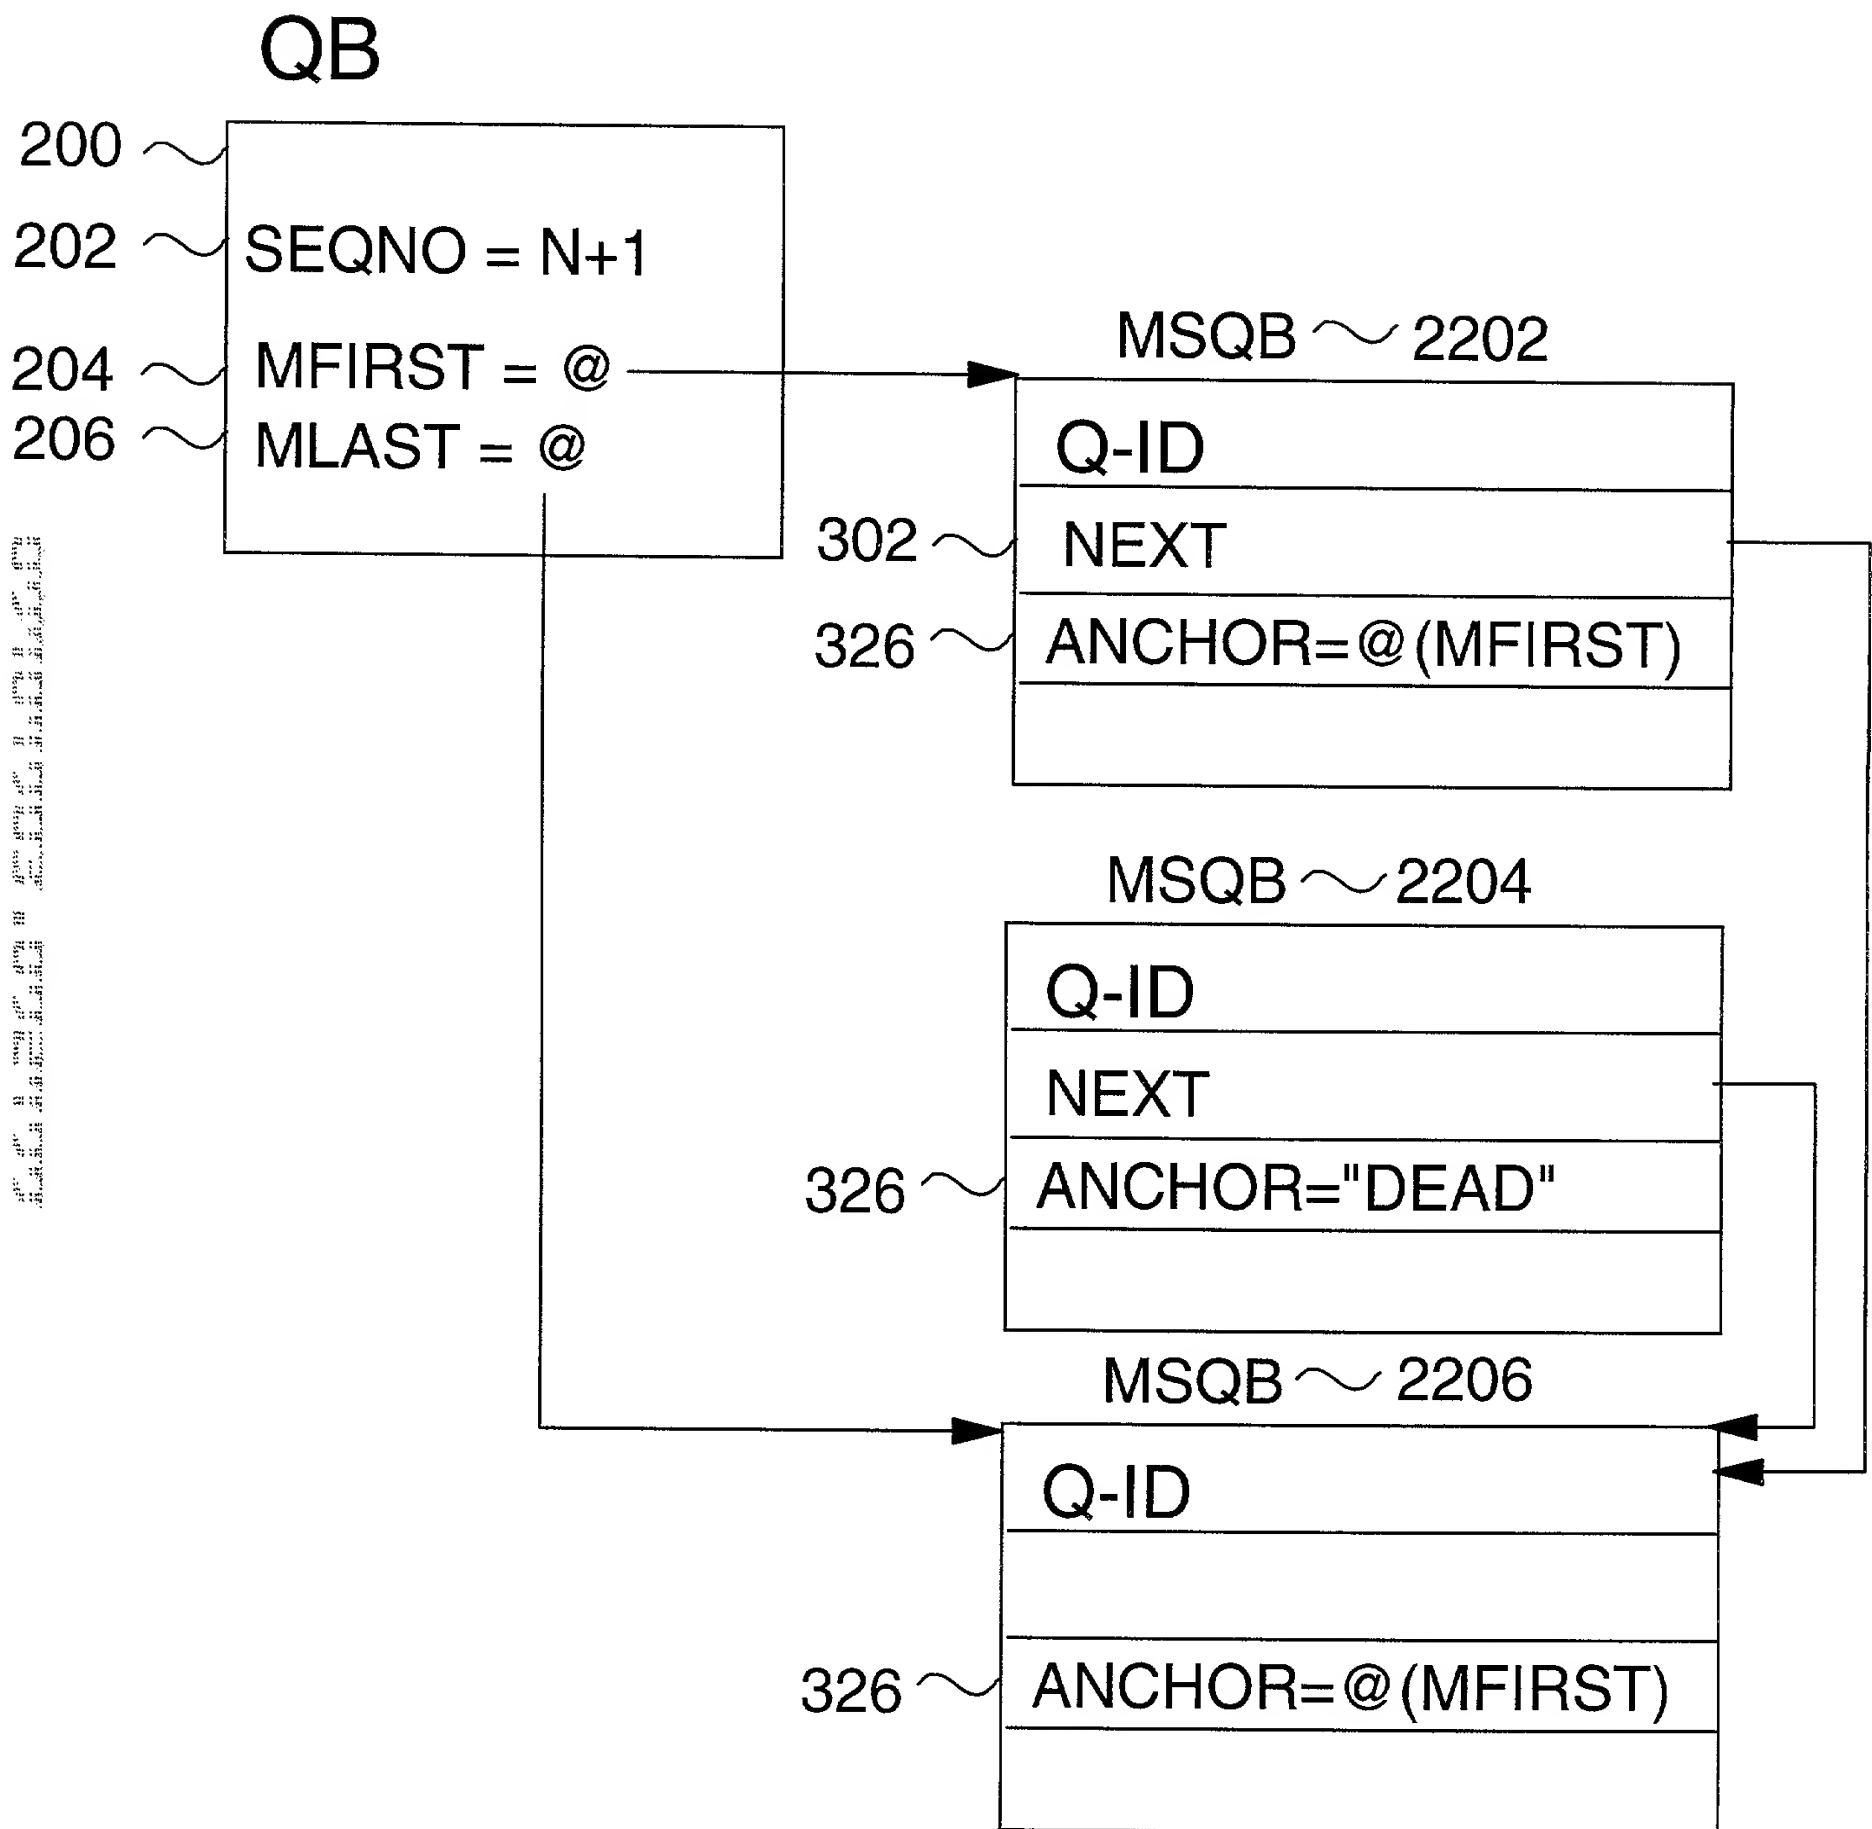 QB
200
202 SEQNO = N+1
204 MFIRST = @
206 MLAST = @
MSQB 2202
Q-ID
302 NEXT
326 ANCHOR=@(MFIRST)
MSQB 2204
Q-ID
NEXT
326 ANCHOR="DEAD"
MSQB 2206
Q-ID
326 ANCHOR=@(MFIRST)